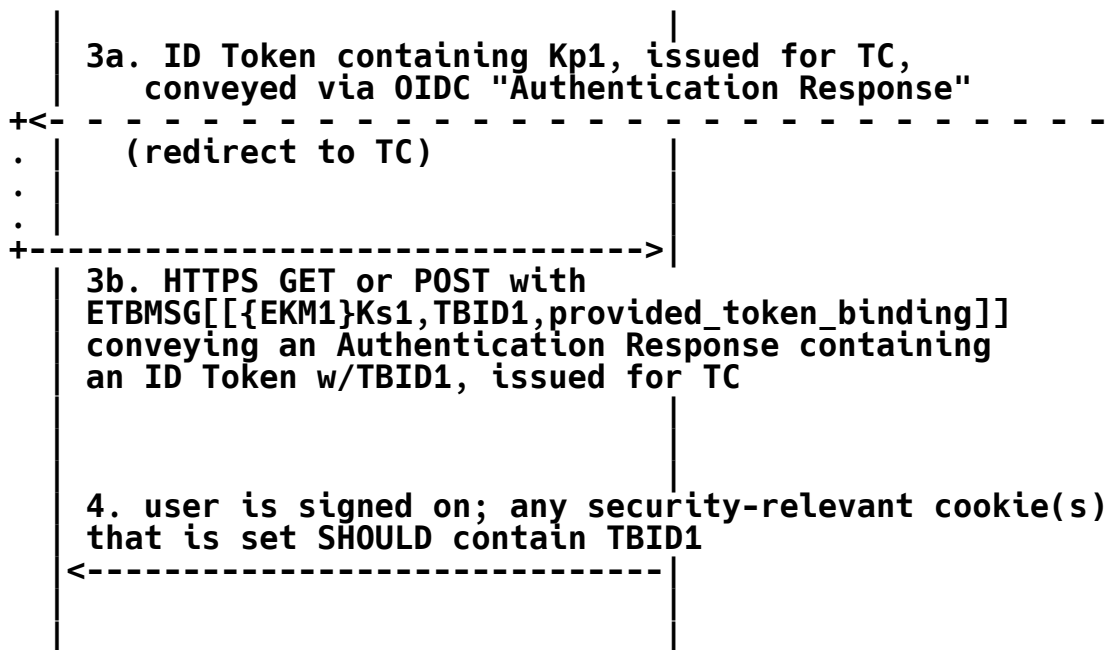 3a. ID Token containing Kp1, issued for TC,
conveyed via OIDC "Authentication Response"
(redirect to TC)
3b. HTTPS GET or POST with
ETBMSG[[{EKM1}Ks1,TBID1,provided_token_binding]]
conveying an Authentication Response containing
an ID Token w/TBID1, issued for TC
4. user is signed on; any security-relevant cookie(s)
that is set SHOULD contain TBID1